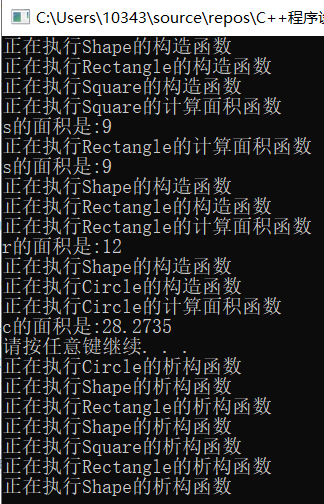 C:\Users\10343\source\repos\C++程序
正在执行Shape的构造函数
正在执行Rectangle的构造函数
正在执行Square的构造函数
正在执行Square的计算面积函数
s的面积是:9
正在执行Rectangle的计算面积函数
s的面积是:9
正在执行Shape的构造函数
正在执行Rectangle的构造函数
正在执行Rectangle的计算面积函数
r的面积是:12
正在执行Shape的构造函数
正在执行Circle的构造函数
正在执行Circle的计算面积函数
c的面积是:28.2735
请按任意键继续. . .
正在执行Circle的析构函数
正在执行Shape的析构函数
正在执行Rectangle的析构函数
正在执行Shape的析构函数
正在执行Square的析构函数
正在执行Rectangle的析构函数
正在执行Shape的析构函数